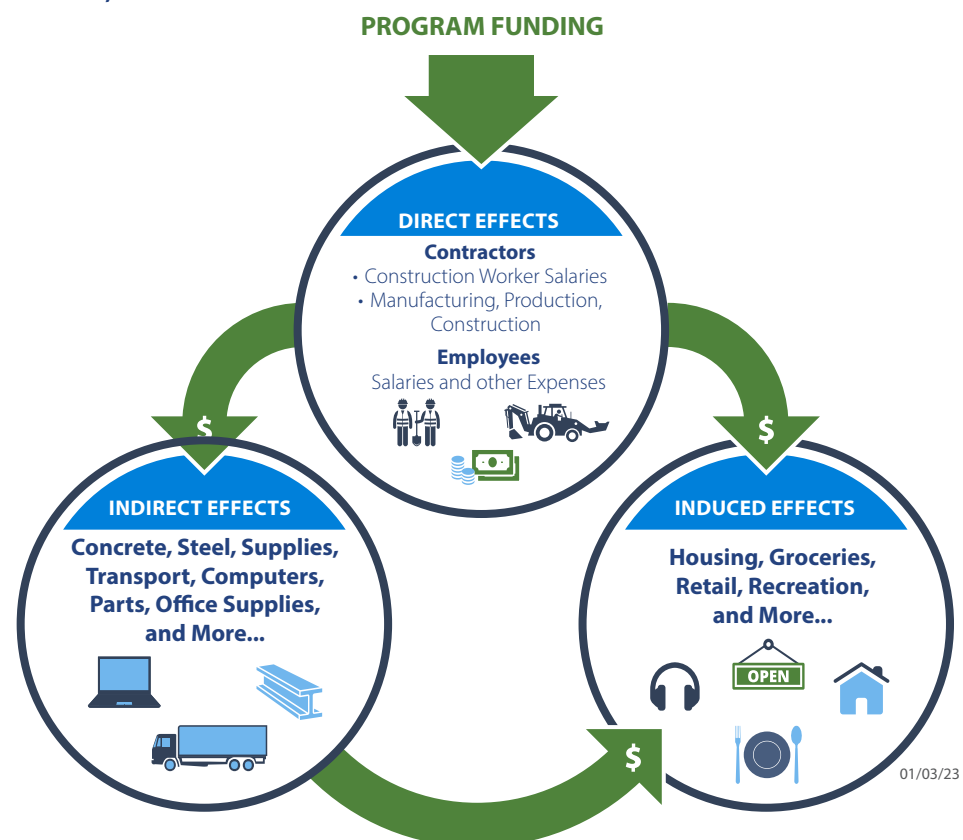 PROGRAM FUNDING
DIRECT EFFECTS
Contractors
• Construction Worker Salaries
• Manufacturing, Production,
Construction
Employees
Salaries and other Expenses
$
$
INDIRECT EFFECTS
Concrete, Steel, Supplies,
Transport, Computers,
Parts, Office Supplies,
and More...
INDUCED EFFECTS
Housing, Groceries,
Retail, Recreation,
and More...
OPEN
$
01/03/23